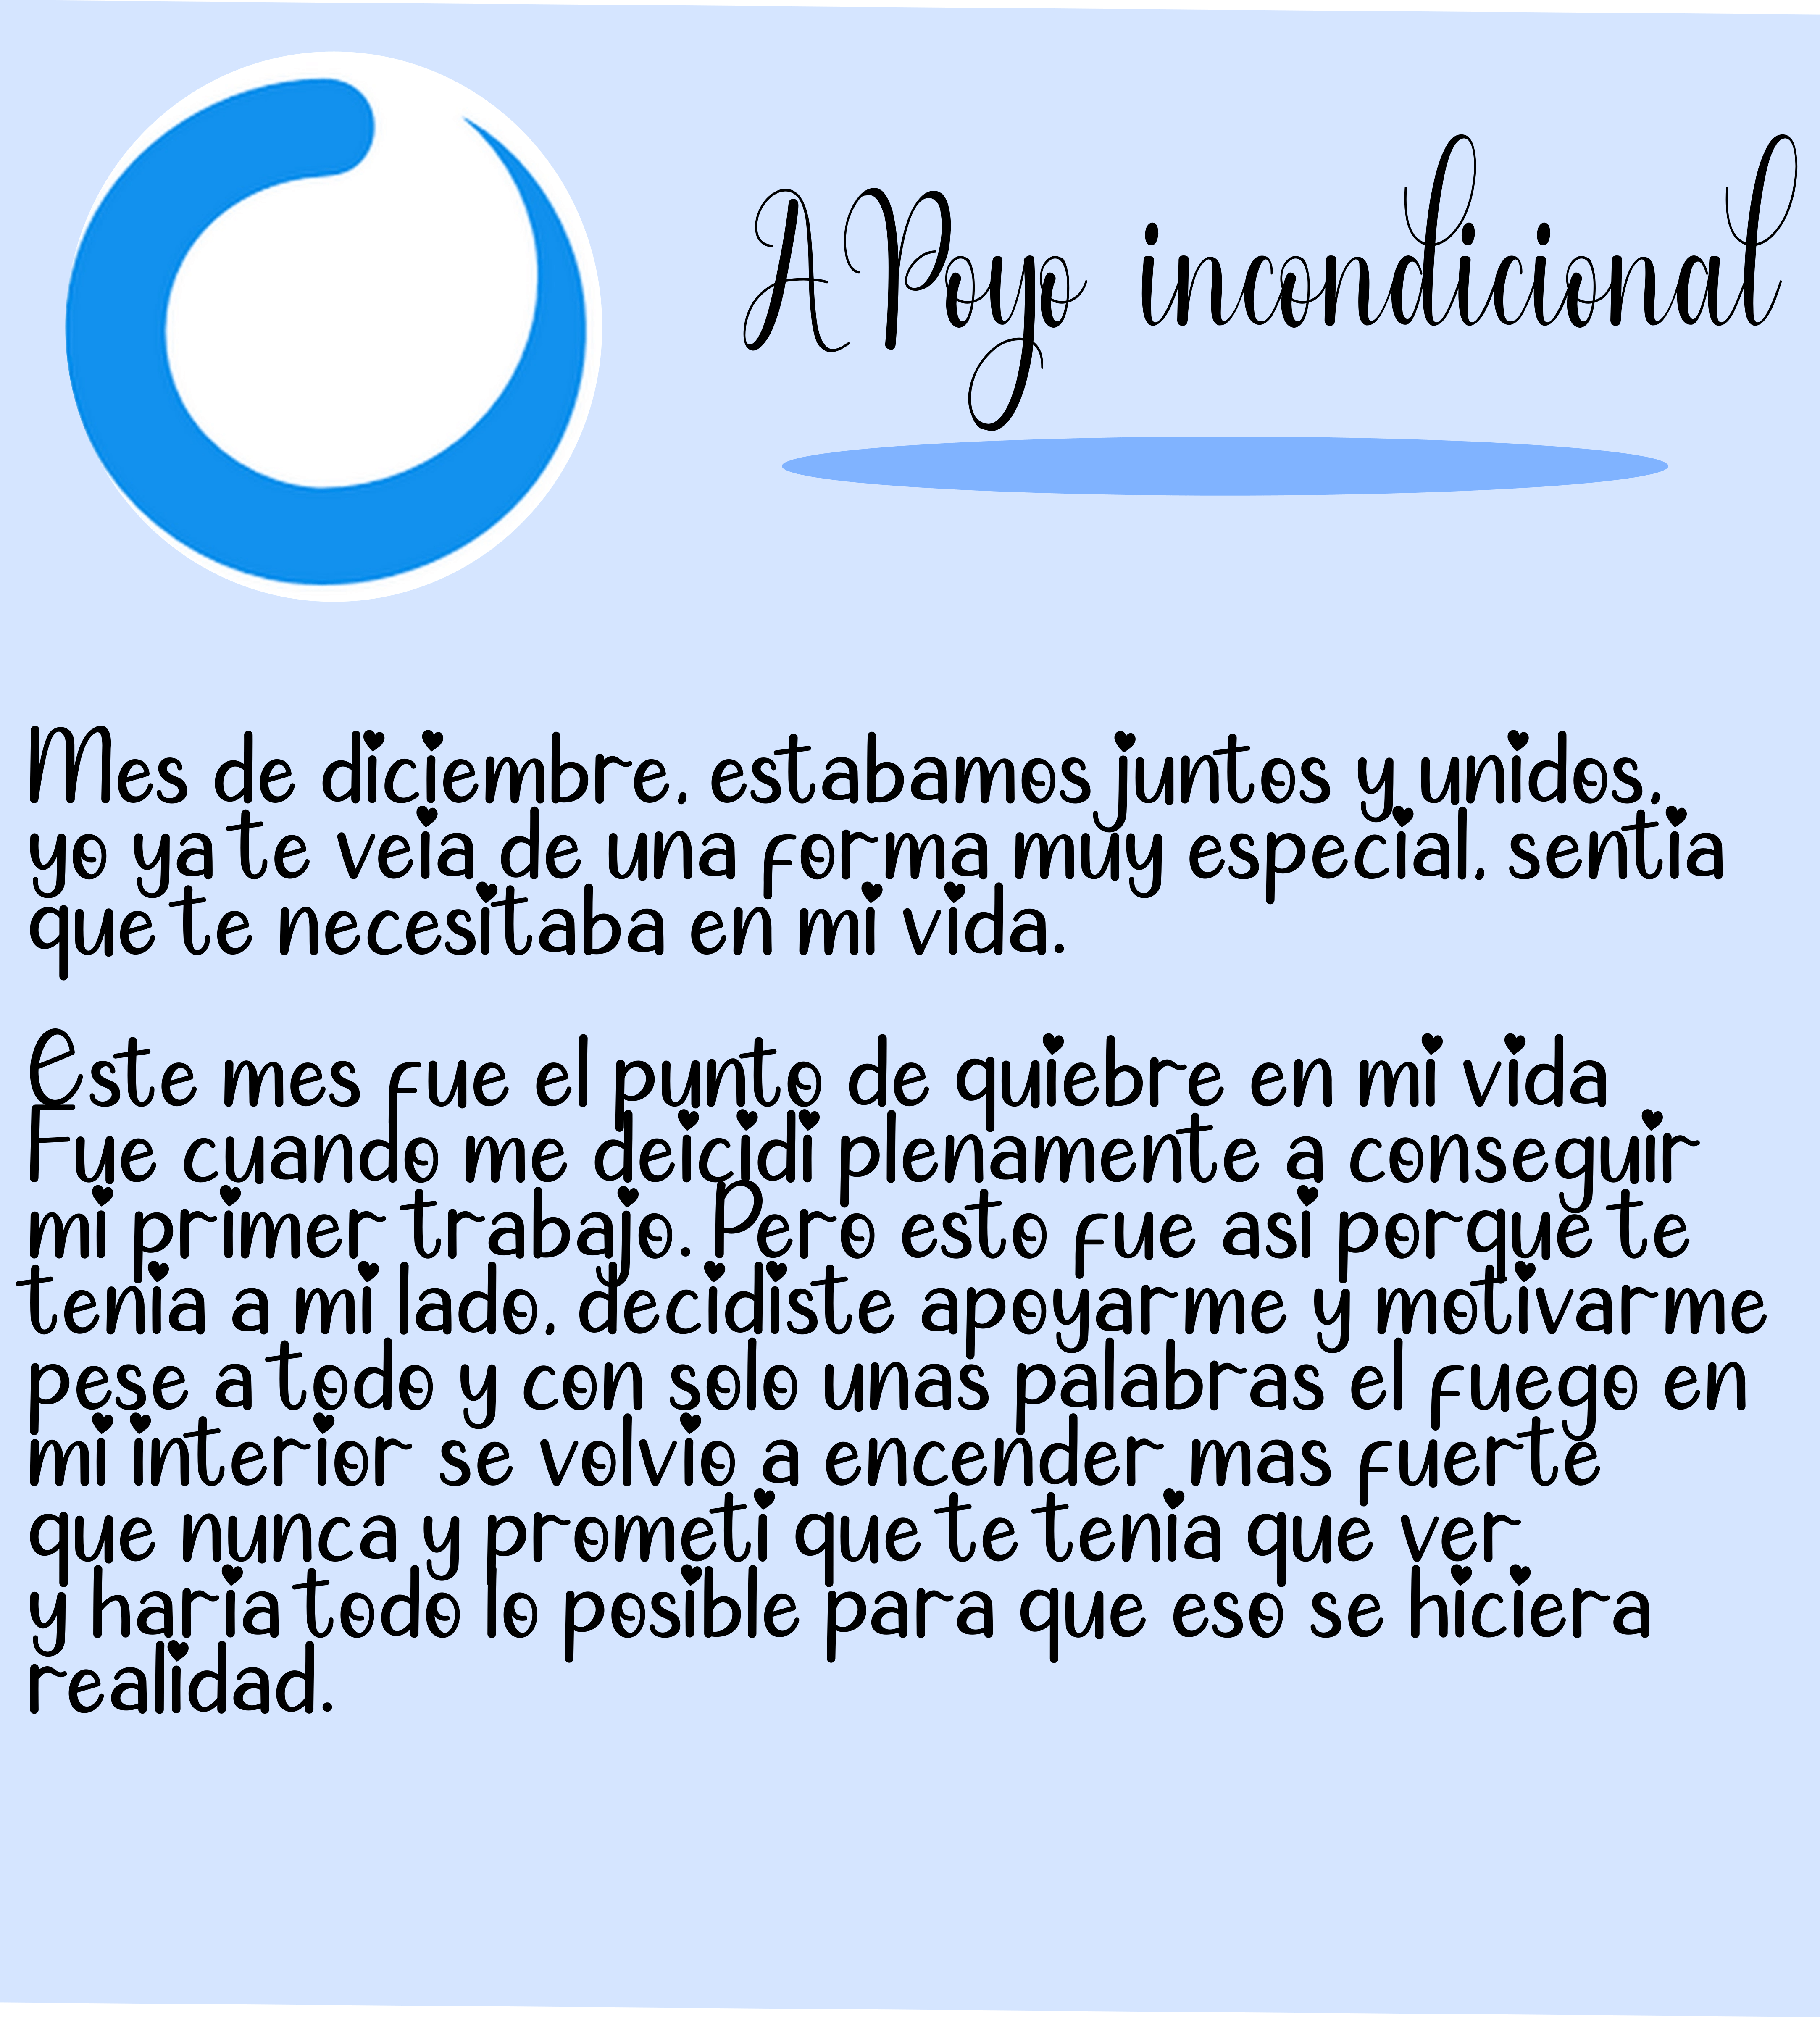 APoyo incondicional
Mes de diciembre, estabamos juntos y unidos,
yo ya te veia de una forma muy especial, sentia
que te necesitaba en mi vida.
Este mes fue el punto de quiebre en mi vida
Fue cuando me deicidi plenamente a conseguir
mi primer trabajo. Pero esto fue asi porque te
tenia a mi lado, decidiste apoyarme y motivarme
pese a todo y con solo unas palabras el fuego en
mi iinterior se volvio a encender mas fuerte
que nunca y prometi que te tenia que ver
y haria todo lo posible para que eso se hiciera
realidad.